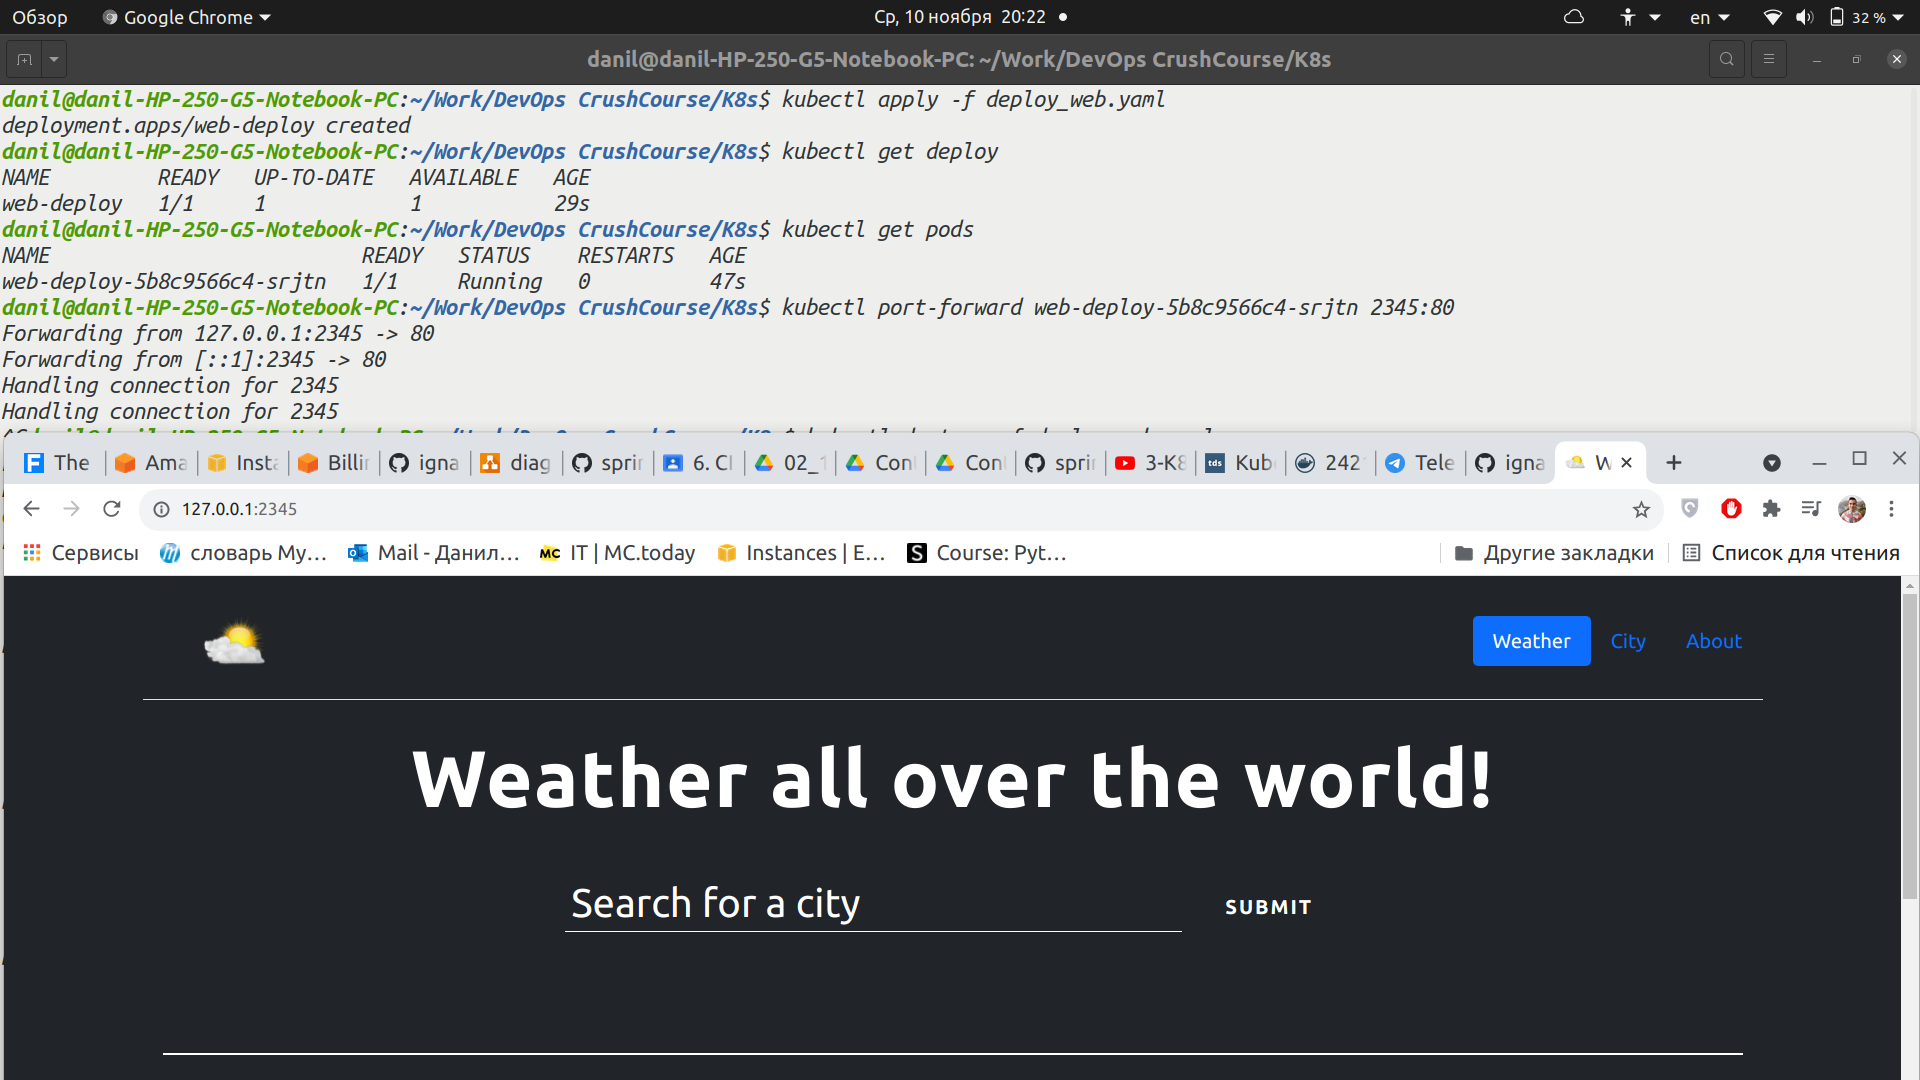 Обзор Google Chrome Ср, 10 ноября 20:22 en 32 %
danil@danil-HP-250-G5-Notebook-PC: ~/Work/DevOps CrushCourse/K8s
danil@danil-HP-250-G5-Notebook-PC:~/Work/DevOps CrushCourse/K8s$ kubectl apply -f deploy_web.yaml
deployment.apps/web-deploy created
danil@danil-HP-250-G5-Notebook-PC:~/Work/DevOps CrushCourse/K8s$ kubectl get deploy
NAME READY UP-TO-DATE AVAILABLE AGE
web-deploy 1/1 1 1 29s
danil@danil-HP-250-G5-Notebook-PC:~/Work/DevOps CrushCourse/K8s$ kubectl get pods
NAME READY STATUS RESTARTS AGE
web-deploy-5b8c9566c4-srjtn 1/1 Running 0 47s
danil@danil-HP-250-G5-Notebook-PC:~/Work/DevOps CrushCourse/K8s$ kubectl port-forward web-deploy-5b8c9566c4-srjtn 2345:80
Forwarding from 127.0.0.1:2345 -> 80
Forwarding from [::1]:2345 -> 80
Handling connection for 2345
Handling connection for 2345
The Ama Insta Billin igna diag sprin 6. Cl 02_1 Con Con sprin 3-K8 Kub 242 Tele igna W
127.0.0.1:2345
Сервисы словарь My... Mail - Данил... MC IT | MC.today Instances | E... S Course: Pyt... Другие закладки Список для чтения
Weather City About
Weather all over the world!
Search for a city SUBMIT